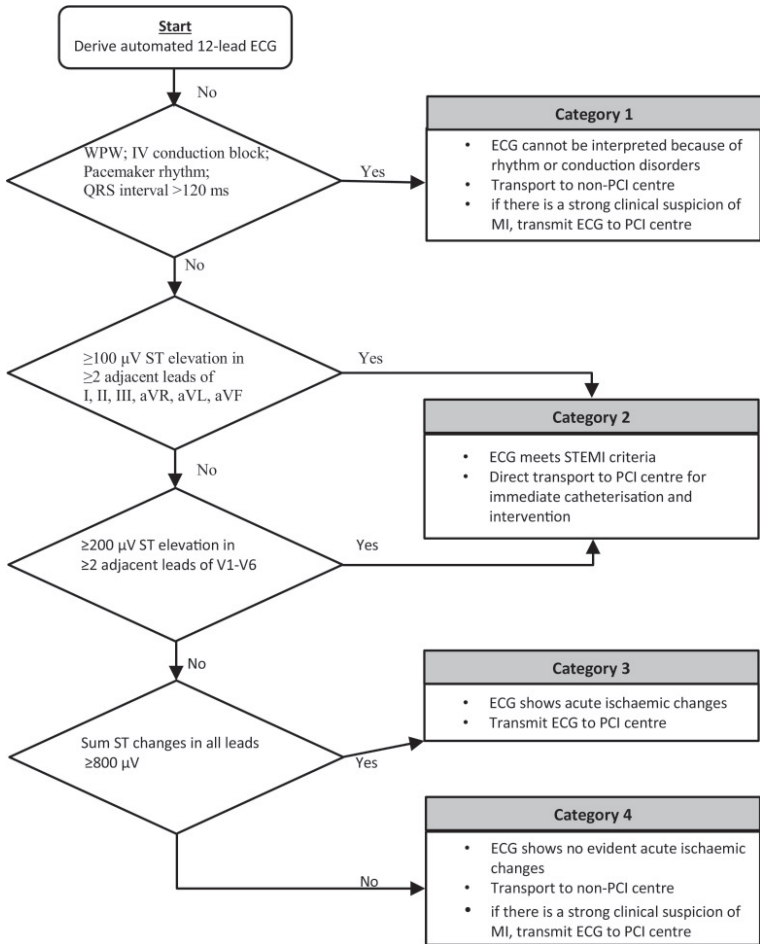 Start
Derive automated 12-lead ECG
No
WPW; IV conduction block;
Pacemaker rhythm;
QRS interval >120 ms
Yes
Category 1
• ECG cannot be interpreted because of
rhythm or conduction disorders
• Transport to non-PCI centre
• if there is a strong clinical suspicion of
MI, transmit ECG to PCI centre
No
≥100 µV ST elevation in
≥2 adjacent leads of
I, II, III, aVR, aVL, aVF
Yes
Category 2
• ECG meets STEMI criteria
• Direct transport to PCI centre for
immediate catheterisation and
intervention
No
≥200 µV ST elevation in
≥2 adjacent leads of V1-V6
Yes
No
Sum ST changes in all leads
≥800 µV
Yes
Category 3
• ECG shows acute ischaemic changes
• Transmit ECG to PCI centre
No
Category 4
• ECG shows no evident acute ischaemic
changes
• Transport to non-PCI centre
• if there is a strong clinical suspicion of
MI, transmit ECG to PCI centre